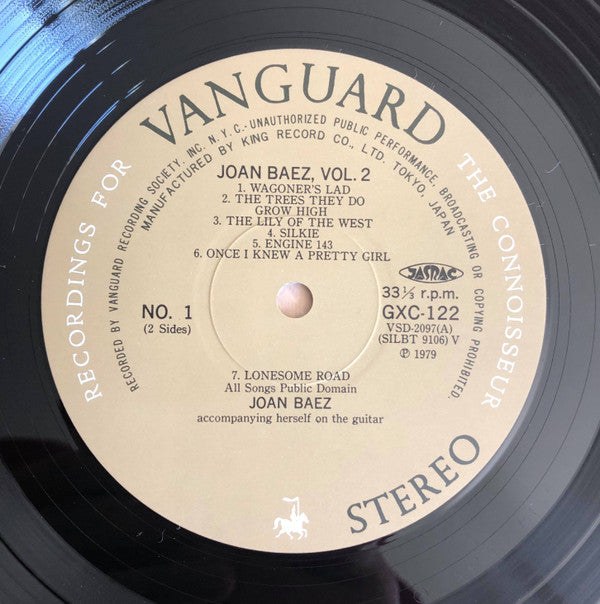 VANGUARD
RECORDINGS FOR
THE CONNOISSEUR
RECORDED BY VANGUARD RECORDING SOCIETY, INC. N.Y.C.-UNAUTHORIZED PUBLIC PERFORMANCE, BROADCASTING OR COPYING PROHIBITED.
MANUFACTURED BY KING RECORD CO., LTD. TOKYO, JAPAN
JOAN BAEZ, VOL. 2
1. WAGONER'S LAD
2. THE TREES THEY DO
GROW HIGH
3. THE LILY OF THE WEST
4. SILKIE
5. ENGINE 143
6. ONCE I KNEW A PRETTY GIRL
JASRAC
NO. 1
(2 Sides)
33⅓ r.p.m.
GXC-122
VSD-2097(A)
(SILBT 9106) V
Ⓟ 1979
7. LONESOME ROAD
All Songs Public Domain
JOAN BAEZ
accompanying herself on the guitar
STEREO